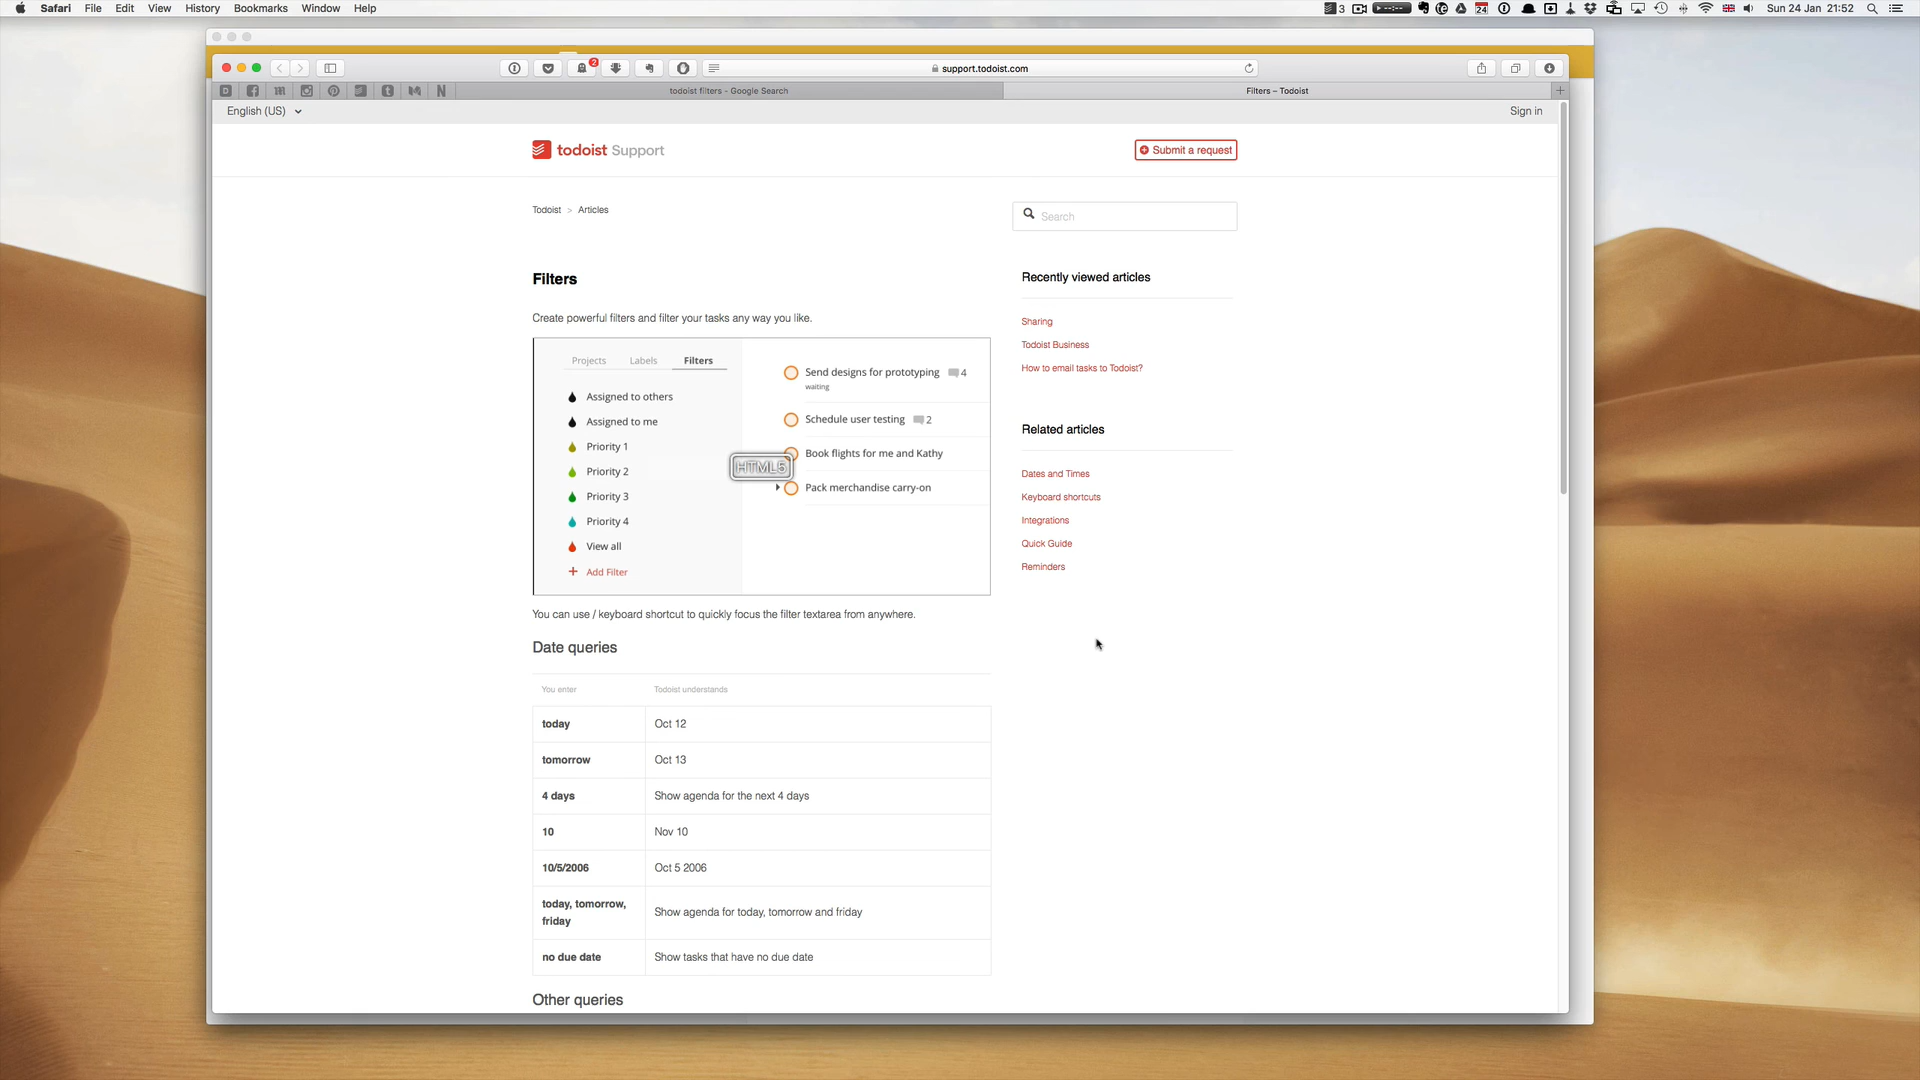 Safari File Edit View History Bookmarks Window Help
3 24 Sun 24 Jan 21:52
2 support.todoist.com
todoist filters - Google Search
Filters – Todoist
English (US)
Sign in
todoist Support
Submit a request
Todoist > Articles
Search
Filters
Create powerful filters and filter your tasks any way you like.
Projects Labels Filters
Assigned to others
Assigned to me
Priority 1
Priority 2
Priority 3
Priority 4
View all
+ Add Filter
Send designs for prototyping 4
waiting
Schedule user testing 2
Book flights for me and Kathy
Pack merchandise carry-on
HTML5
You can use / keyboard shortcut to quickly focus the filter textarea from anywhere.
Date queries
You enter Todoist understands
today Oct 12
tomorrow Oct 13
4 days Show agenda for the next 4 days
10 Nov 10
10/5/2006 Oct 5 2006
today, tomorrow,
friday
Show agenda for today, tomorrow and friday
no due date Show tasks that have no due date
Other queries
Recently viewed articles
Sharing
Todoist Business
How to email tasks to Todoist?
Related articles
Dates and Times
Keyboard shortcuts
Integrations
Quick Guide
Reminders